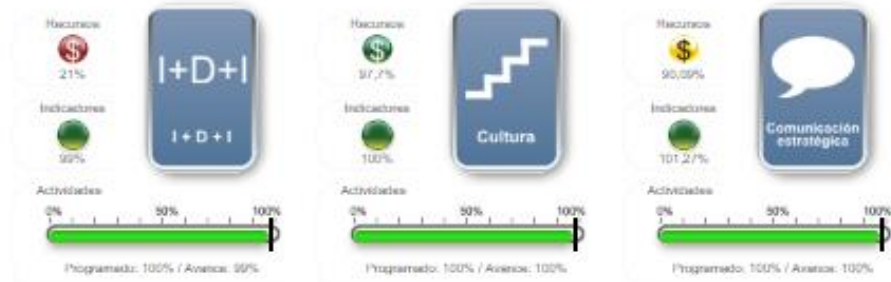 Recursos
$
21%
I+D+I
Indicadores
I + D + I
99%
Actividades
0% 50% 100%
Programado: 100% / Avance: 99%
Recursos
$
97,7%
Indicadores
Cultura
100%
Actividades
0% 50% 100%
Programado: 100% / Avance: 100%
Recursos
$
Indicadores
Comunicación
estratégica
101,27%
Actividades
0% 50% 100%
Programado: 100% / Avance: 100%